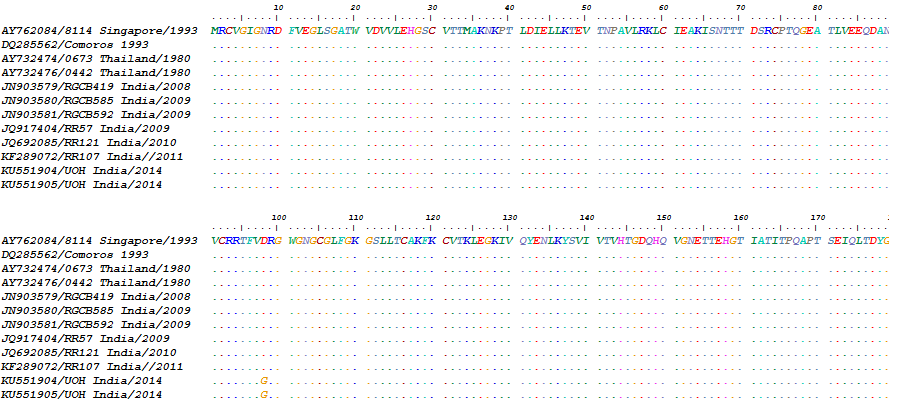 10 20 30 40 50 60 70 80
AY762084/8114 Singapore/1993 MRCVGIGNRD FVEGLSGATW VDVVLEHGSC VTTMAKNKPT LDIELLKTEV TNPAVLRKLC IEAKISNTTT DSRCPTQGEA TLVEEQDAN
DQ285562/Comoros 1993
AY732474/0673 Thailand/1980
AY732476/0442 Thailand/1980
JN903579/RGCB419 India/2008
JN903580/RGCB585 India/2009
JN903581/RGCB592 India/2009
JQ917404/RR57 India/2009
JQ692085/RR121 India/2010
KF289072/RR107 India//2011
KU551904/UOH India/2014
KU551905/UOH India/2014
100 110 120 130 140 150 160 170
AY762084/8114 Singapore/1993 VCRRTFVDRG WGNGCGLFGK GSLLTCAKFK CVTKLEGKIV QYENLKYSVI VTVHTGDQHQ VGNETTEHGT IATITPQAPT SEIQLTDYG
DQ285562/Comoros 1993
AY732474/0673 Thailand/1980
AY732476/0442 Thailand/1980
JN903579/RGCB419 India/2008
JN903580/RGCB585 India/2009
JN903581/RGCB592 India/2009
JQ917404/RR57 India/2009
JQ692085/RR121 India/2010
KF289072/RR107 India//2011
KU551904/UOH India/2014 G
KU551905/UOH India/2014 G